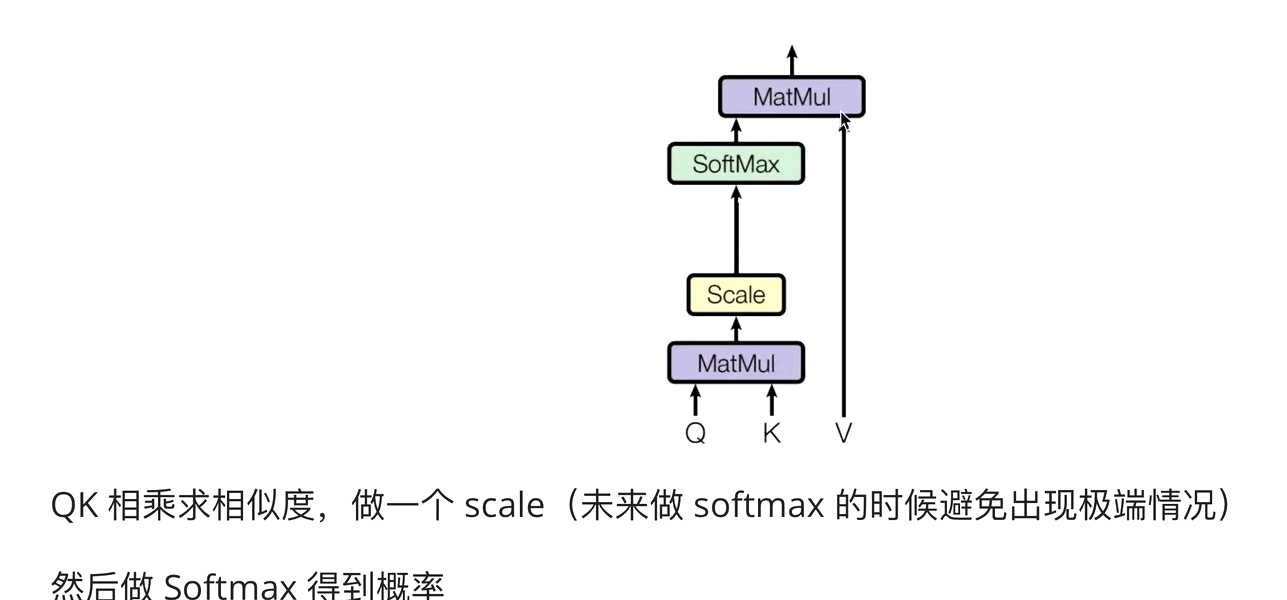 MatMul
SoftMax
Scale
MatMul
Q K V
QK 相乘求相似度，做一个 scale（未来做 softmax 的时候避免出现极端情况）
然后做 Softmax 得到概率